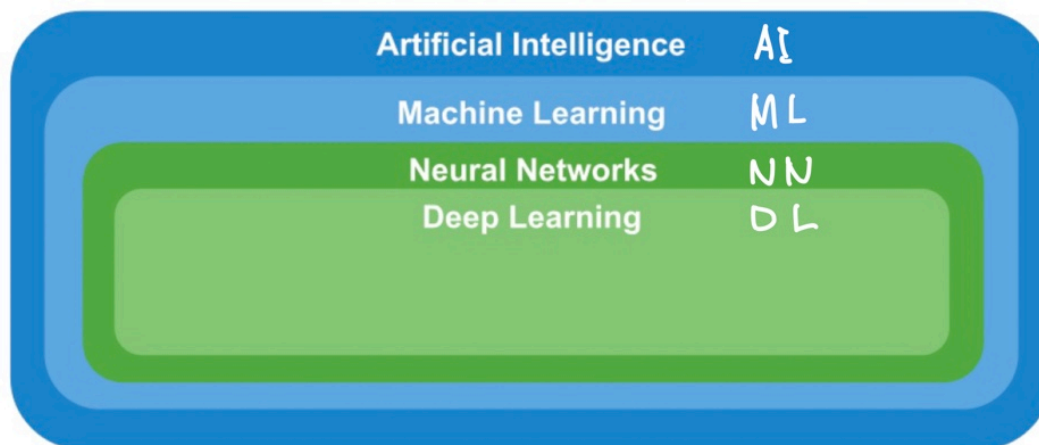 Artificial Intelligence AI
Machine Learning ML
Neural Networks NN
Deep Learning DL